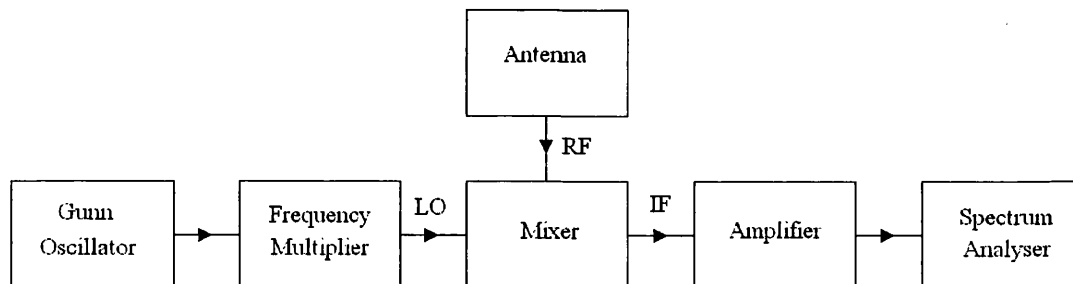 Antenna
RF
Gunn
Oscillator
Frequency
Multiplier
LO
Mixer
IF
Amplifier
Spectrum
Analyser